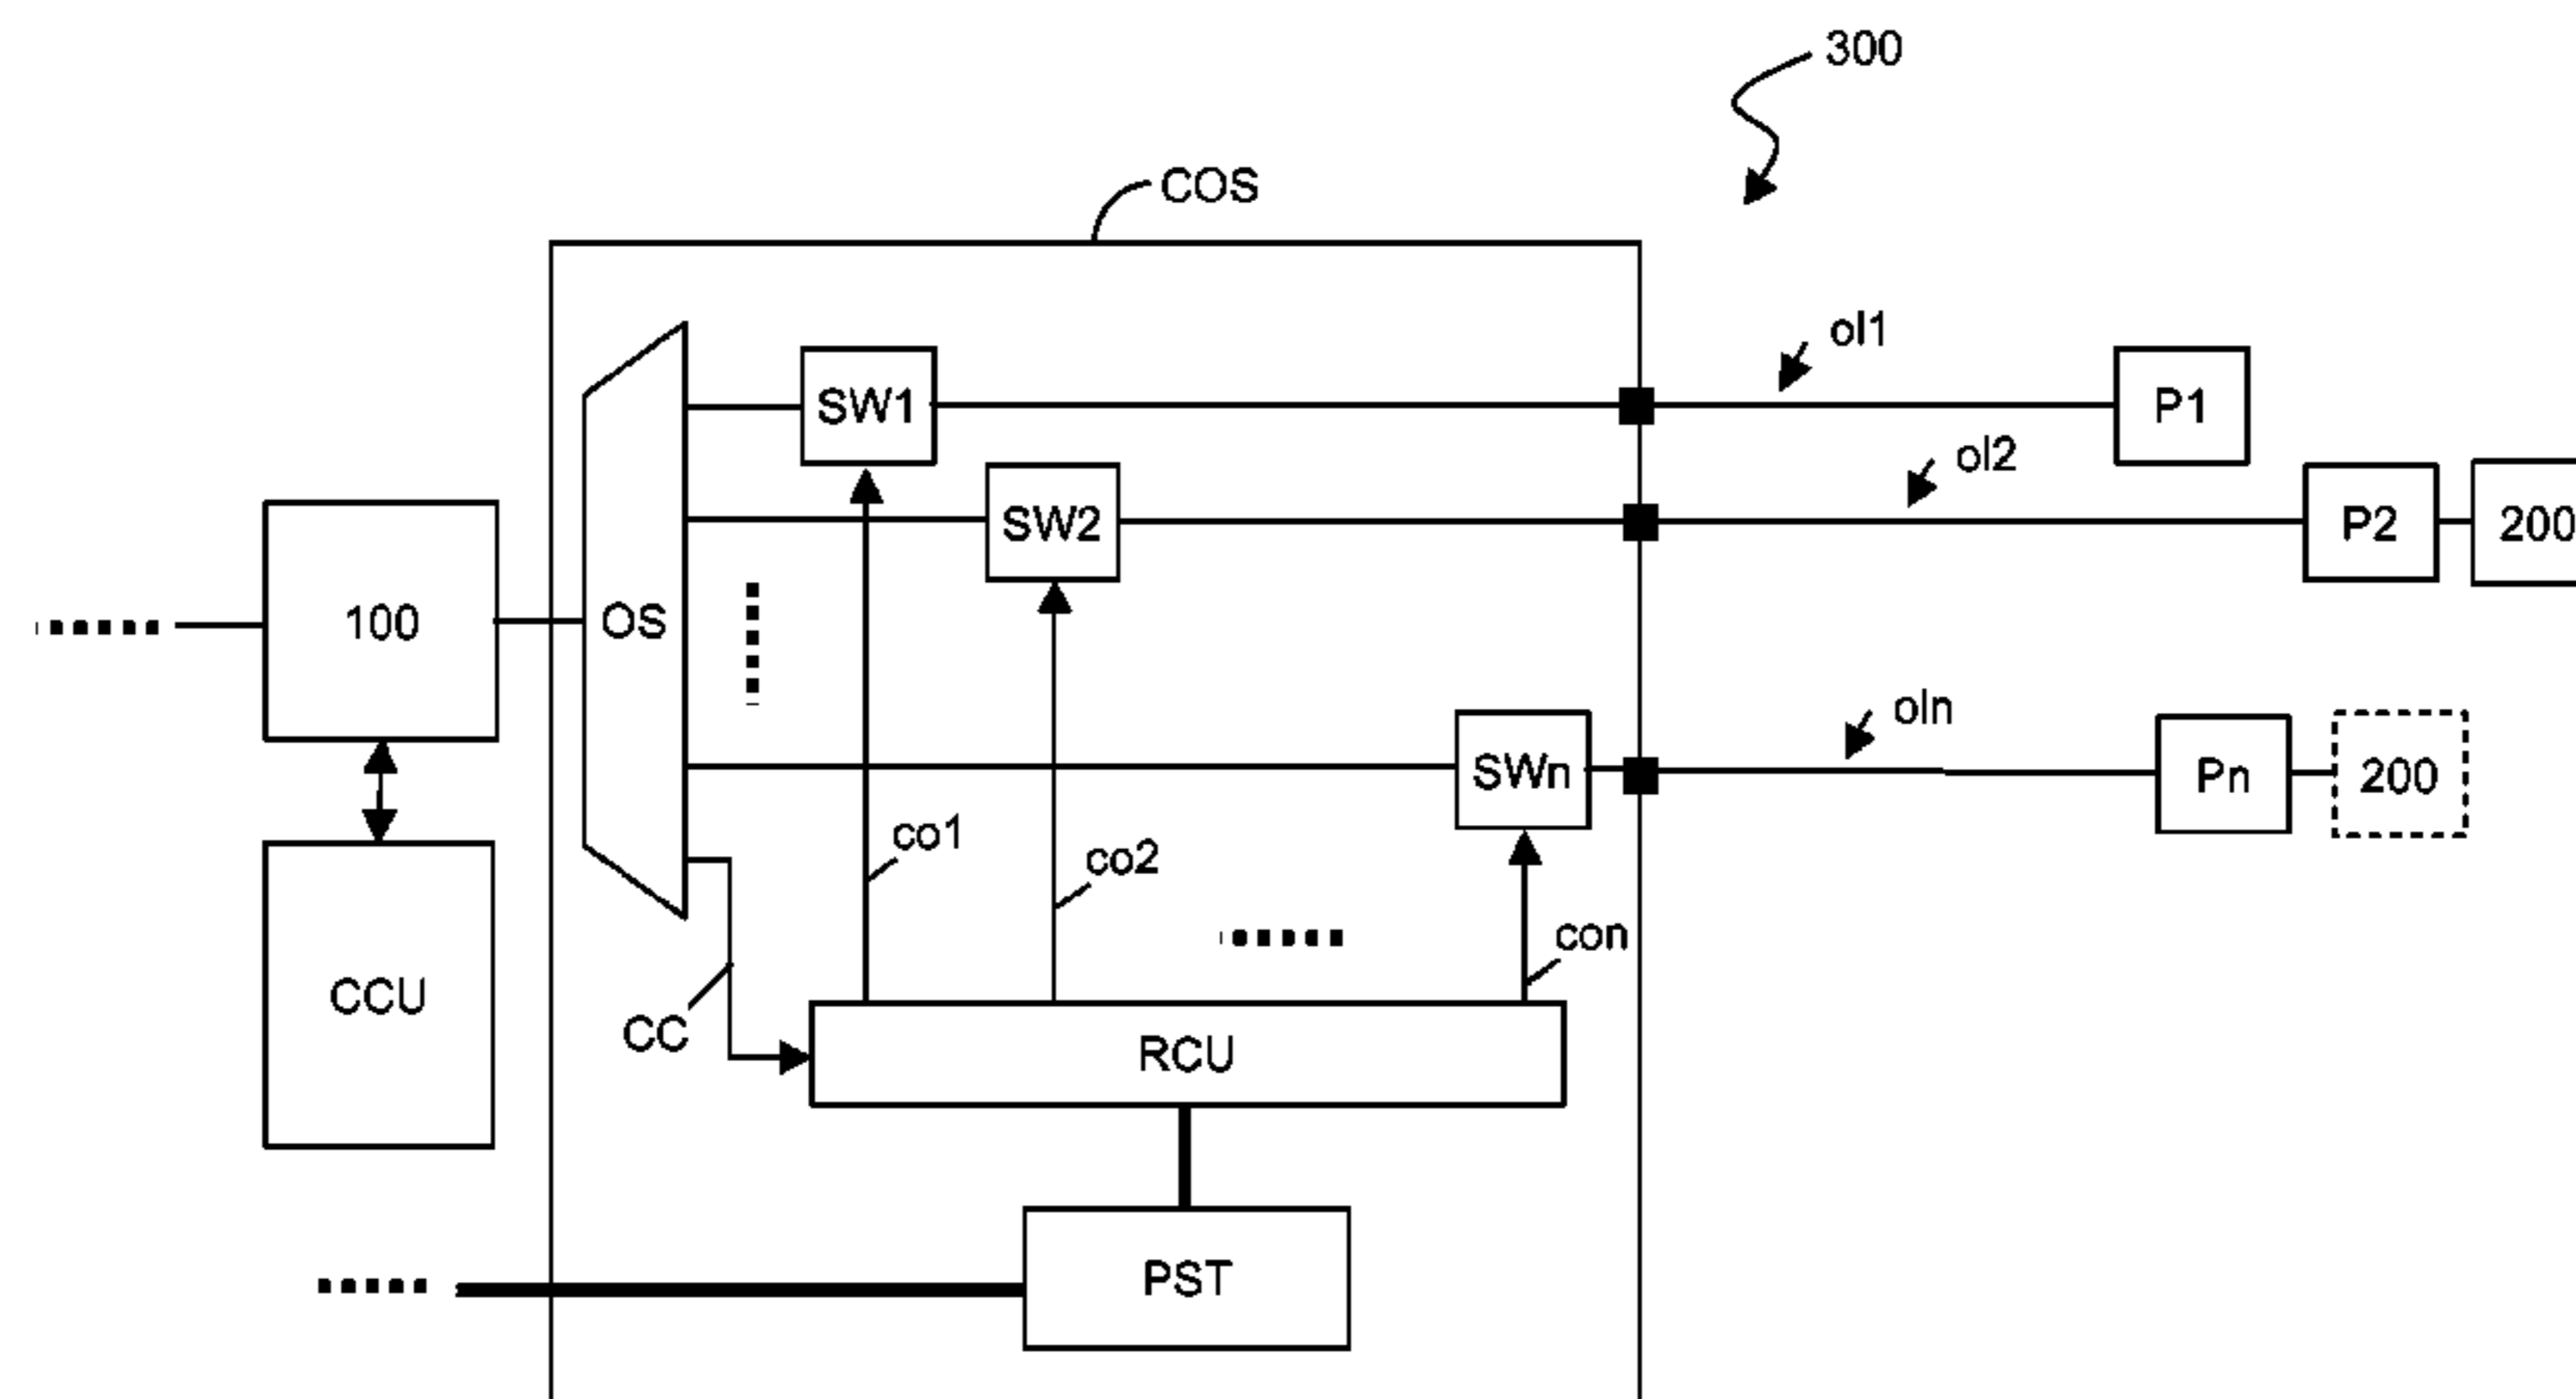 300
COS
ol1
SW1
P1
ol2
SW2
P2
200
100
OS
oln
SWn
Pn
200
co1
co2
con
CCU
CC
RCU
PST